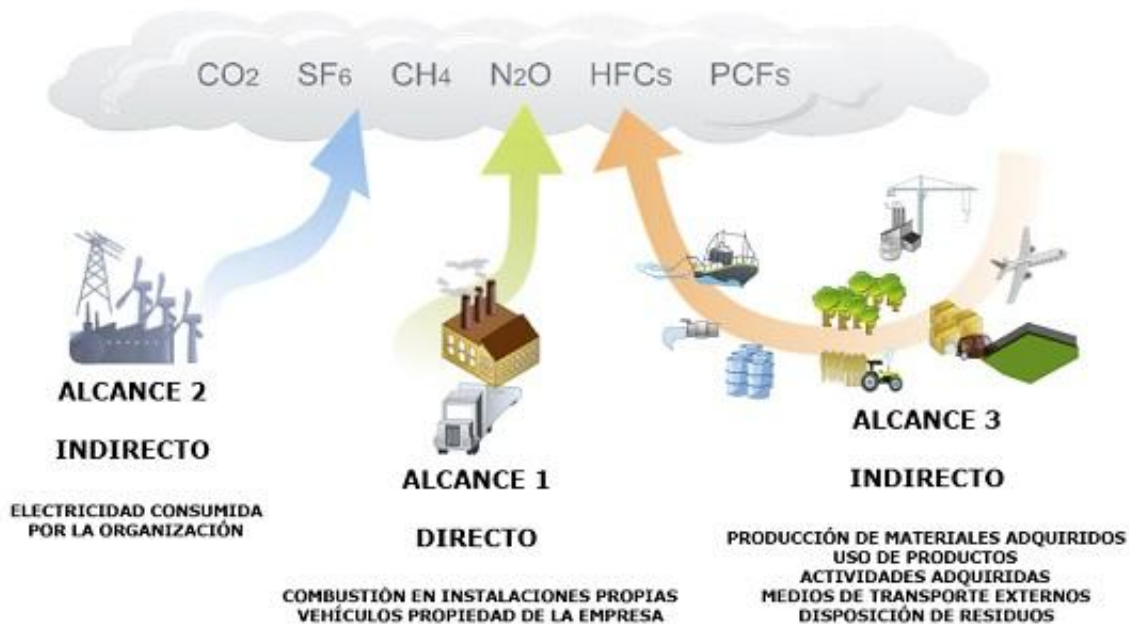 CO2 SF6 CH4 N2O HFCS PCFS
ALCANCE 2
INDIRECTO
ELECTRICIDAD CONSUMIDA
POR LA ORGANIZACIÓN
ALCANCE 1
DIRECTO
COMBUSTIÒN EN INSTALACIONES PROPIAS
VEHÍCULOS PROPIEDAD DE LA EMPRESA
ALCANCE 3
INDIRECTO
PRODUCCIÓN DE MATERIALES ADQUIRIDOS
USO DE PRODUCTOS
ACTIVIDADES ADQUIRIDAS
MEDIOS DE TRANSPORTE EXTERNOS
DISPOSICIÓN DE RESIDUOS